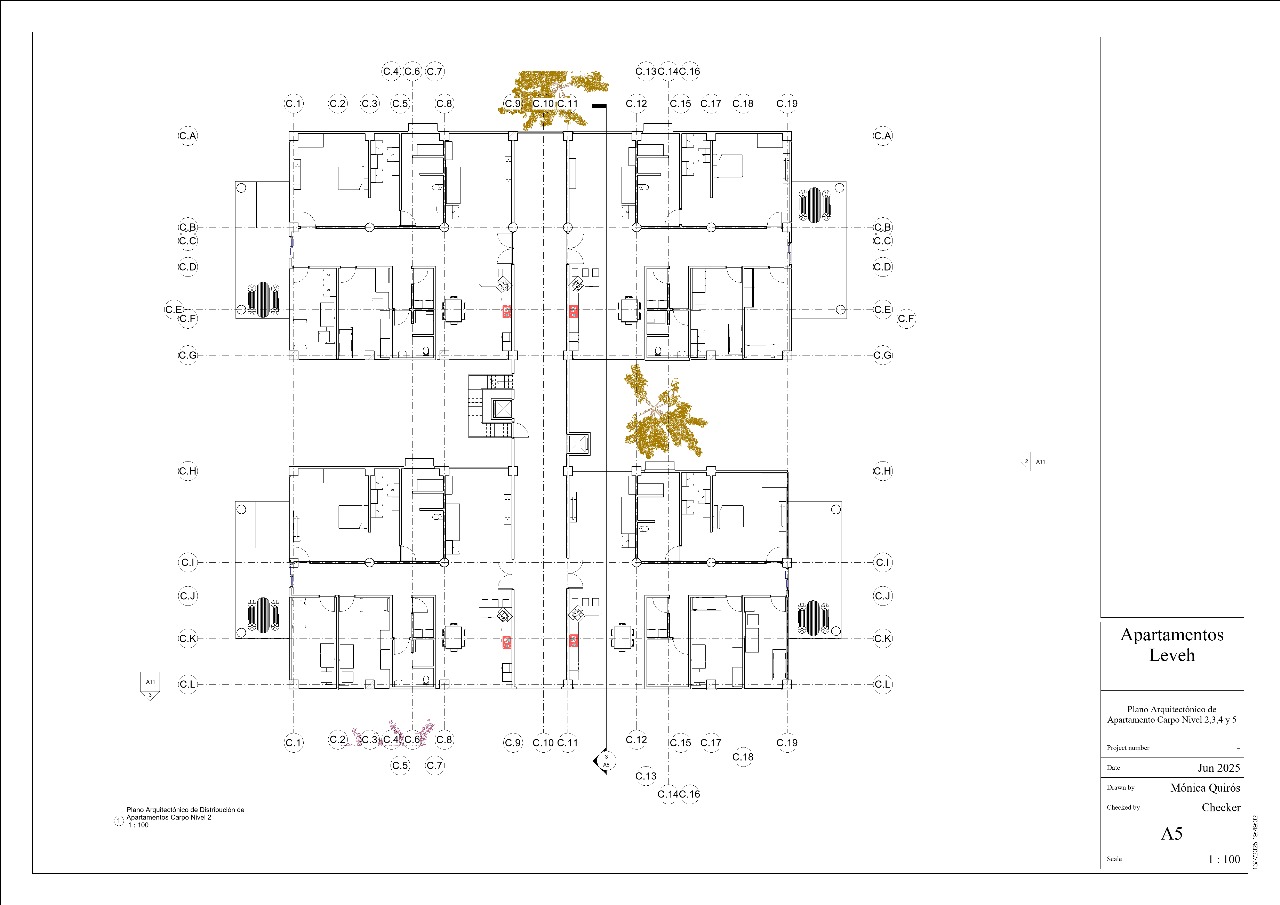 C.4 C.6 C.7 C.13 C.14 C.16
C.1 C.2 C.3 C.5 C.8 C.9 C.10 C.11 C.12 C.15 C.17 C.18 C.19
C.A C.A
C.B C.B
C.C C.C
C.D C.D
C.E C.E
C.F C.F
C.G C.G
C.H C.H
2 A11
C.I C.I
C.J C.J
C.K C.K
C.L C.L
A11
3
C.1 C.2 C.3 C.4 C.6 C.8 C.9 C.10 C.11 C.12 C.15 C.17 C.19
C.5 C.7 C.18
C.13
C.14 C.16
Plano Arquitectónico de Distribución de
Apartamentos Carpo Nivel 2
1 : 100
Apartamentos
Leveh
Plano Arquitectónico de
Apartamento Carpo Nivel 2,3,4 y 5
Project number -
Date Jun 2025
Drawn by Mónica Quirós
Checked by Checker
A5
Scala 1 : 100